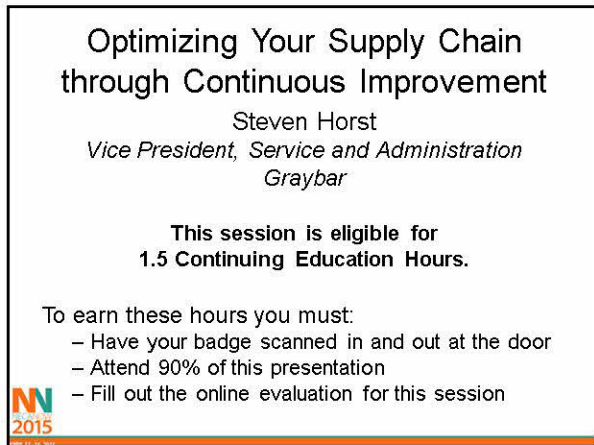 Optimizing Your Supply Chain
through Continuous Improvement
Steven Horst
Vice President, Service and Administration
Graybar
This session is eligible for
1.5 Continuing Education Hours.
To earn these hours you must:
– Have your badge scanned in and out at the door
– Attend 90% of this presentation
– Fill out the online evaluation for this session
NN
2015